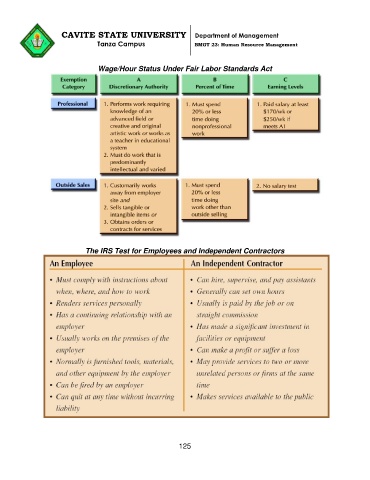 CAVITE STATE UNIVERSITY
Department of Management
Tanza Campus
BMGT 22: Human Resource Management
Wage/Hour Status Under Fair Labor Standards Act
Exemption
Category
A
Discretionary Authority
B
Percent of Time
C
Earning Levels
Professional
1. Performs work requiring
knowledge of an
advanced field or
creative and original
artistic work or works as
a teacher in educational
system
2. Must do work that is
predominantly
intellectual and varied
1. Must spend
20% or less
time doing
nonprofessional
work
1. Paid salary at least
$170/wk or
$250/wk if
meets A1
Outside Sales
1. Customarily works
away from employer
site and
2. Sells tangible or
intangible items or
3. Obtains orders or
contracts for services
1. Must spend
20% or less
time doing
work other than
outside selling
2. No salary test
The IRS Test for Employees and Independent Contractors
An Employee
• Must comply with instructions about
when, where, and how to work
• Renders services personally
• Has a continuing relationship with an
employer
• Usually works on the premises of the
employer
• Normally is furnished tools, materials,
and other equipment by the employer
• Can be fired by an employer
• Can quit at any time without incurring
liability
An Independent Contractor
• Can hire, supervise, and pay assistants
• Generally can set own hours
• Usually is paid by the job or on
straight commission
• Has made a significant investment in
facilities or equipment
• Can make a profit or suffer a loss
• May provide services to two or more
unrelated persons or firms at the same
time
• Makes services available to the public
125